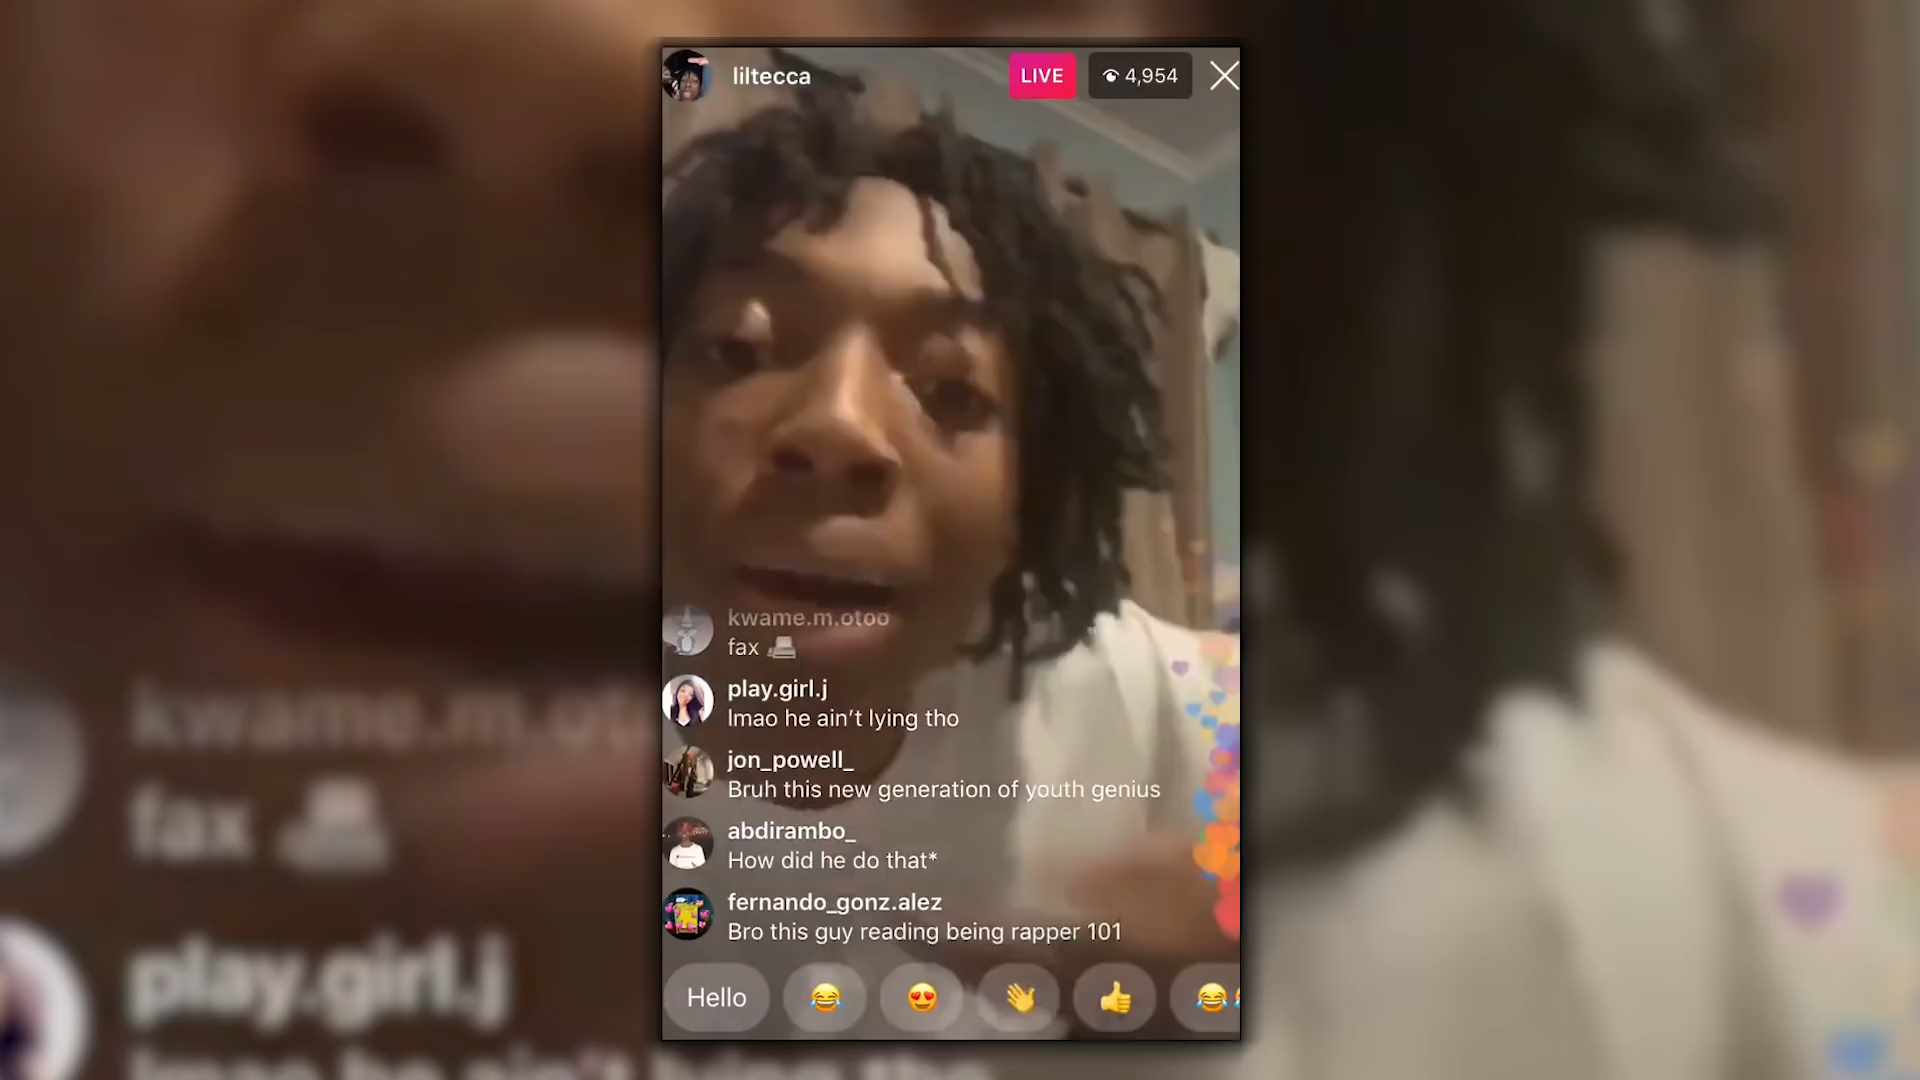 liltecca
LIVE
4,954
kwame.m.otoo
fax
play.girl.j
lmao he ain’t lying tho
jon_powell_
Bruh this new generation of youth genius
abdirambo_
How did he do that*
fernando_gonz.alez
Bro this guy reading being rapper 101
Hello